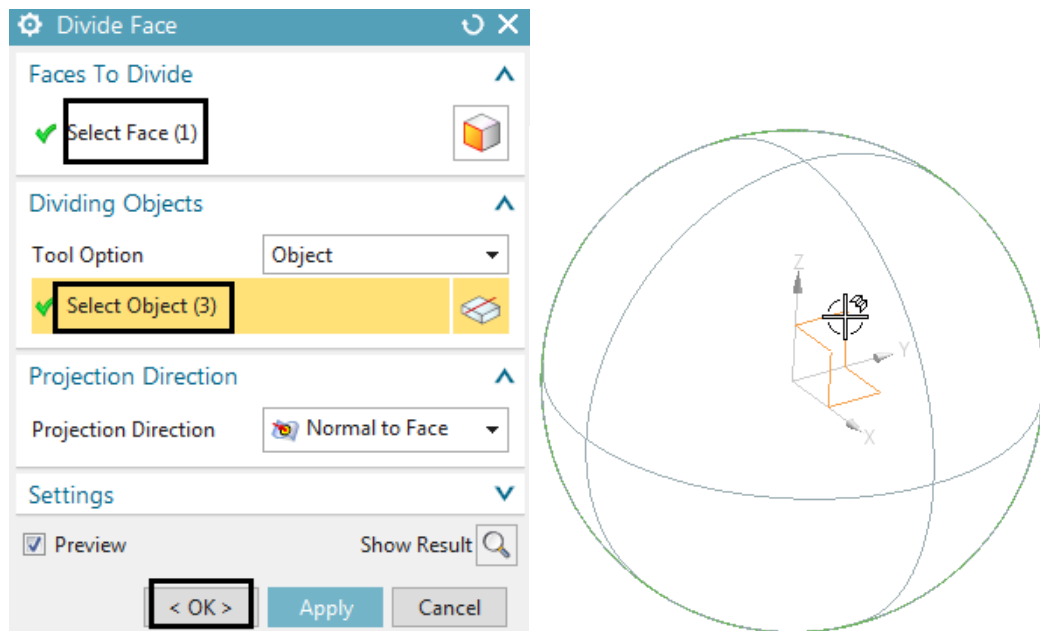 Divide Face
Faces To Divide
Select Face (1)
Dividing Objects
Tool Option Object
Select Object (3)
Projection Direction
Projection Direction Normal to Face
Settings
Preview Show Result
< OK > Apply Cancel
Z
Y
X